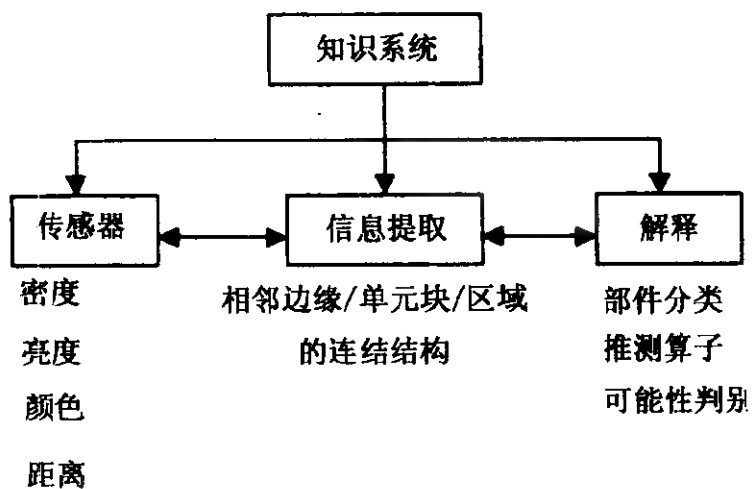 知识系统
传感器
信息提取
解释
密度
亮度
颜色
距离
相邻边缘/单元块/区域
的连结结构
部件分类
推测算子
可能性判别